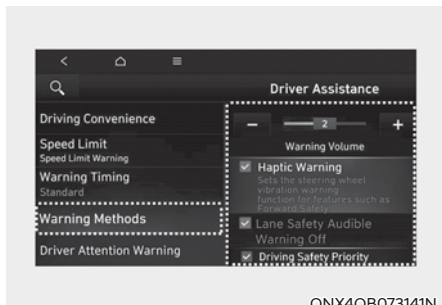 Driver Assistance
Driving Convenience
Speed Limit
Speed Limit Warning
Warning Timing
Standard
Warning Methods
Driver Attention Warning
2
Warning Volume
Haptic Warning
Sets the steering wheel
vibration warning
function for features such as
Forward Safely
Lane Safety Audible
Warning Off
Driving Safety Priority
ONX4OB073141N